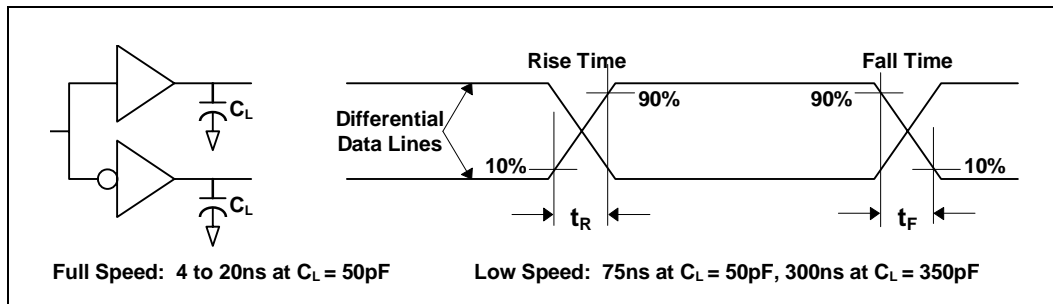 Rise Time
Fall Time
C_L
90%
90%
Differential
Data Lines
10%
10%
C_L
t_R
t_F
Full Speed: 4 to 20ns at C_L = 50pF
Low Speed: 75ns at C_L = 50pF, 300ns at C_L = 350pF